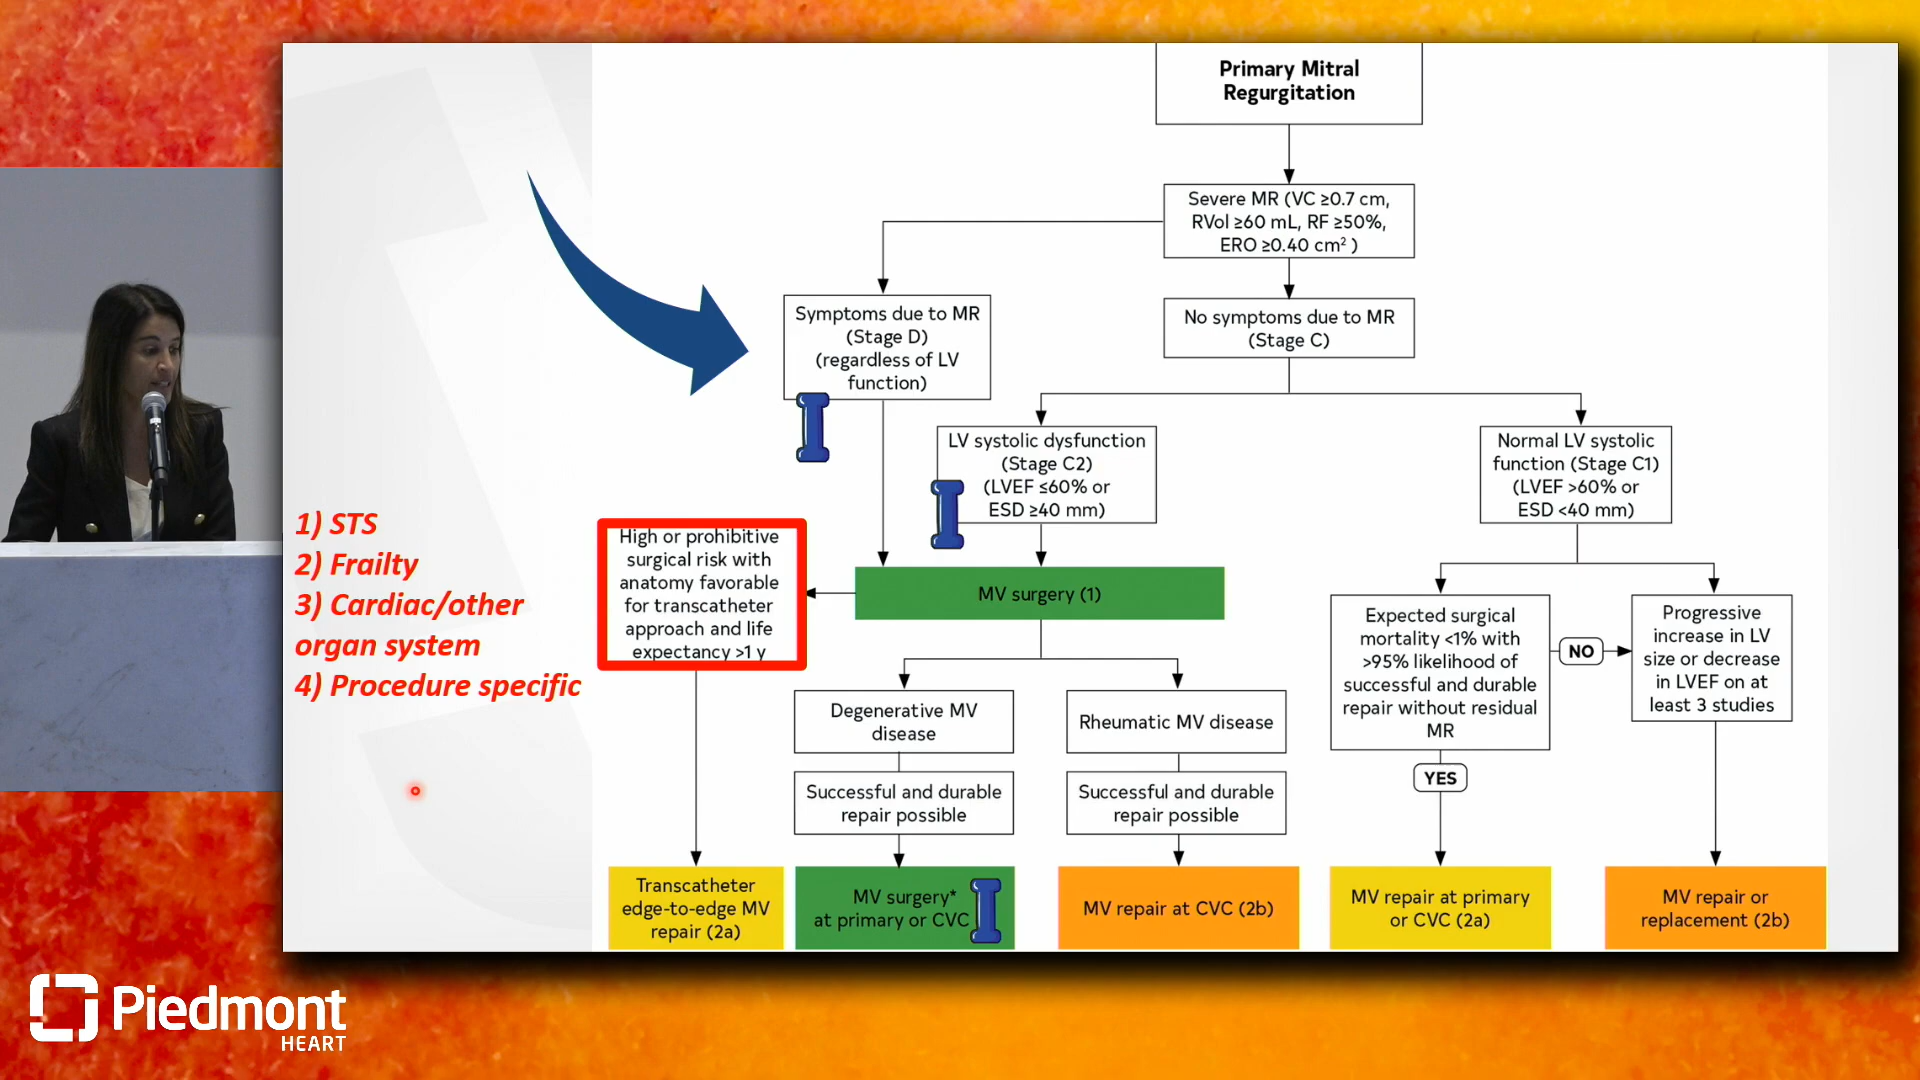 Primary Mitral
Regurgitation
Severe MR (VC ≥0.7 cm,
RVol ≥60 mL, RF ≥50%,
ERO ≥0.40 cm² )
Symptoms due to MR
(Stage D)
(regardless of LV
function)
No symptoms due to MR
(Stage C)
LV systolic dysfunction
(Stage C2)
(LVEF ≤60% or
ESD ≥40 mm)
Normal LV systolic
function (Stage C1)
(LVEF >60% or
ESD <40 mm)
I
I
1) STS
2) Frailty
3) Cardiac/other
organ system
4) Procedure specific
High or prohibitive
surgical risk with
anatomy favorable
for transcatheter
approach and life
expectancy >1 y
MV surgery (1)
Expected surgical
mortality <1% with
>95% likelihood of
successful and durable
repair without residual
MR
NO
Progressive
increase in LV
size or decrease
in LVEF on at
least 3 studies
YES
Degenerative MV
disease
Rheumatic MV disease
Successful and durable
repair possible
Successful and durable
repair possible
Transcatheter
edge-to-edge MV
repair (2a)
MV surgery*
at primary or CVC
I
MV repair at CVC (2b)
MV repair at primary
or CVC (2a)
MV repair or
replacement (2b)
Piedmont
HEART